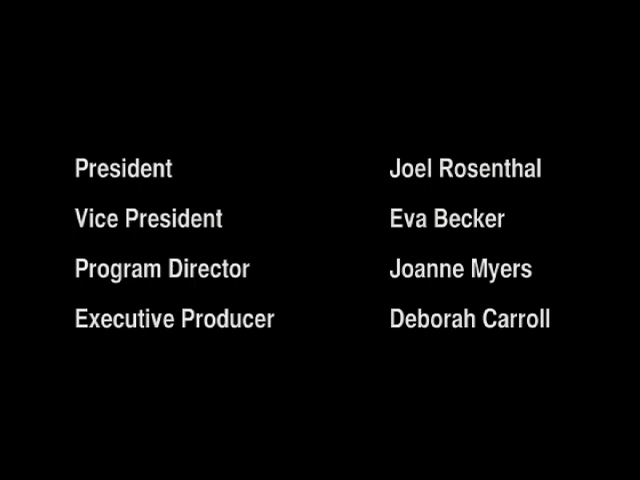 President Joel Rosenthal
Vice President Eva Becker
Program Director Joanne Myers
Executive Producer Deborah Carroll